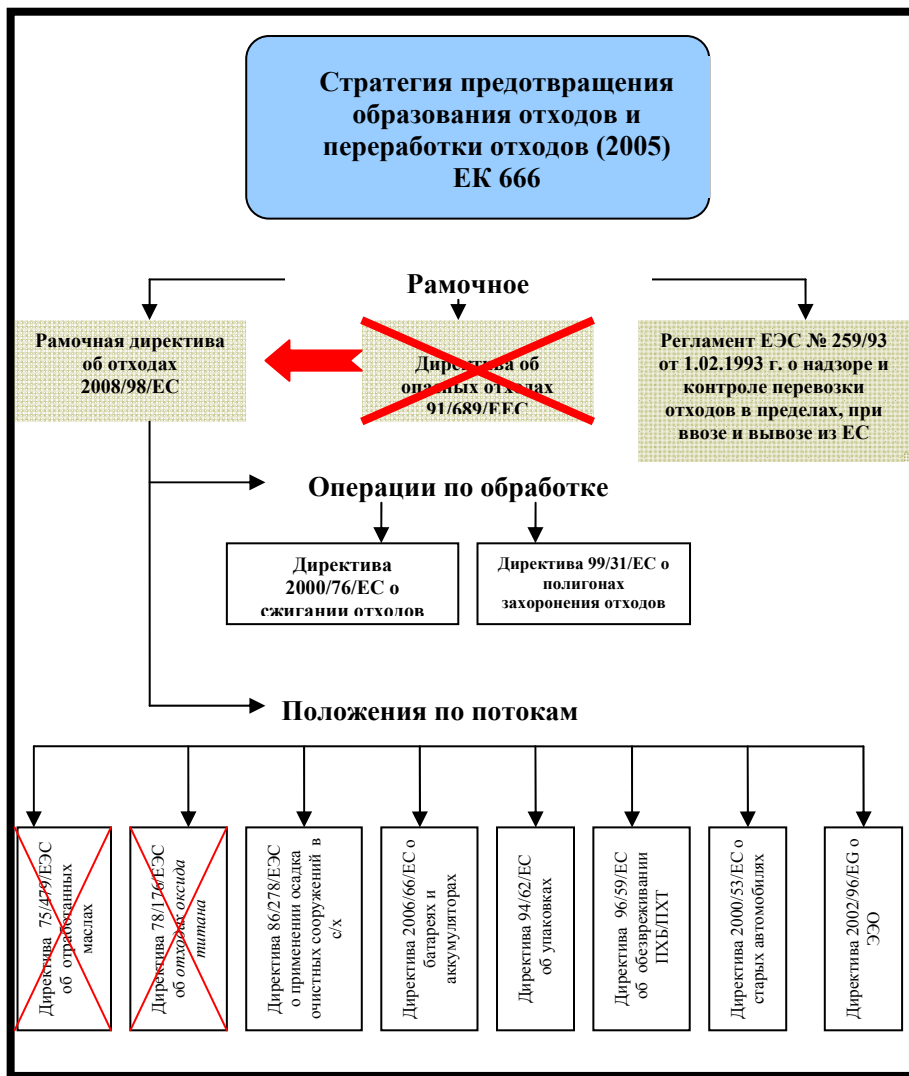 Стратегия предотвращения
образования отходов и
переработки отходов (2005)
ЕК 666
Рамочное
Рамочная директива
об отходах
2008/98/ЕС
Директива об
опасных отходах
91/689/ЕЕС
Регламент ЕЭС № 259/93
от 1.02.1993 г. о надзоре и
контроле перевозки
отходов в пределах, при
ввозе и вывозе из ЕС
Операции по обработке
Директива
2000/76/ЕС о
сжигании отходов
Директива 99/31/ЕС о
полигонах
захоронения отходов
Положения по потокам
Директива 75/479/ЕЭС
об отработанных
маслах
Директива 78/176/ЕЭС
об отходах оксида
титана
Директива 86/278/ЕЭС
о применении осадка
очистных сооружений в
с/х
Директива 2006/66/ЕС о
батареях и
аккумуляторах
Директива 94/62/ЕС
об упаковках
Директива 96/59/ЕС
об обезвреживании
ПХБ/ПХТ
Директива 2000/53/ЕС о
старых автомобилях
Директива 2002/96/EG о
ЭЭО